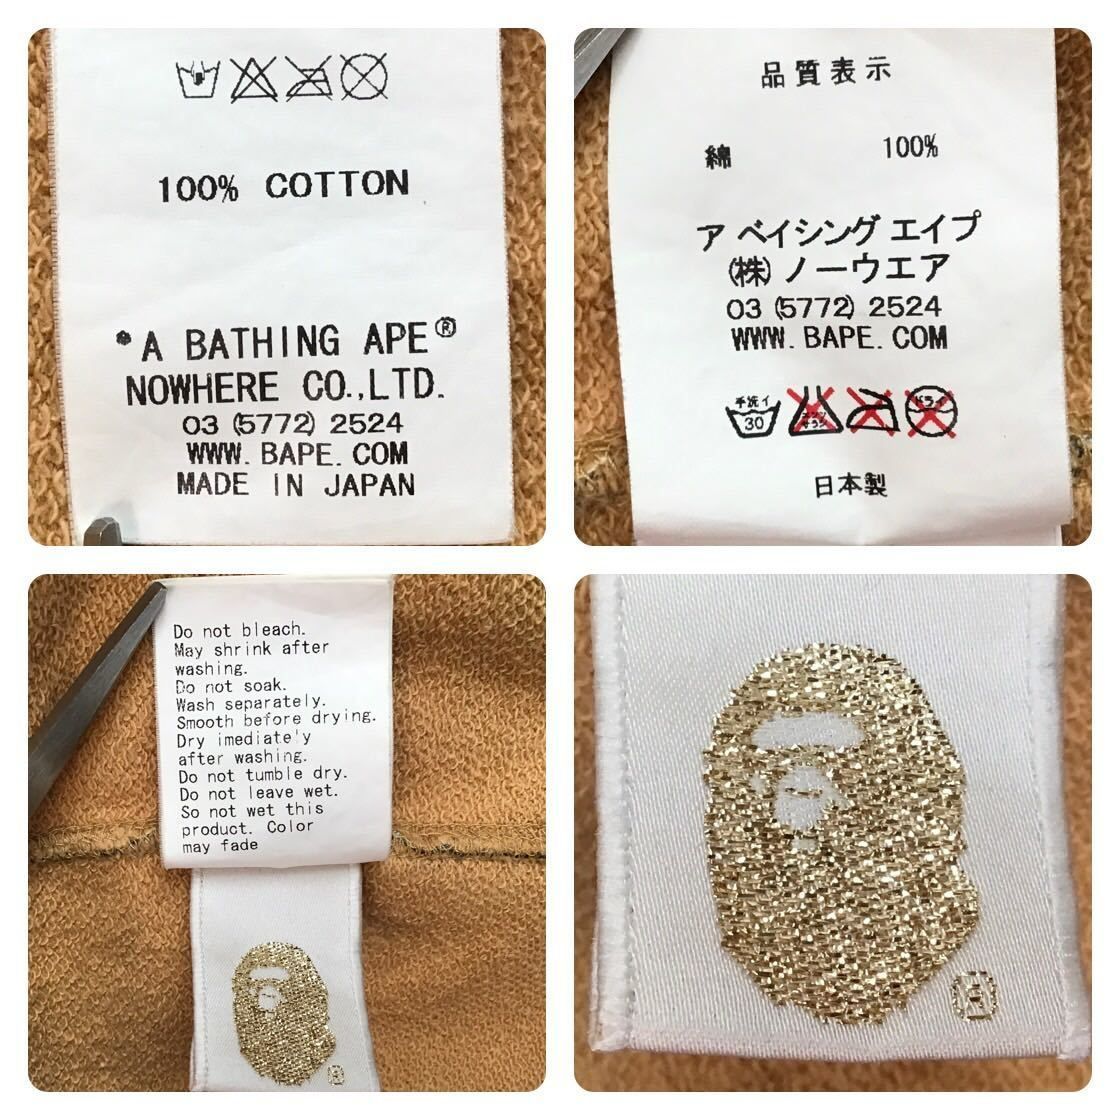 100% COTTON
*A BATHING APE®
NOWHERE CO.,LTD.
03 (5772) 2524
WWW. BAPE. COM
MADE IN JAPAN
品質表示
綿 100%
ア ベイシング エイプ
(株) ノーウエア
03 (5772) 2524
WWW. BAPE. COM
手洗イ ドライ
30
日本製
Do not bleach.
May shrink after
washing.
Do not soak.
Wash separately.
Smooth before drying.
Dry imediately
after washing.
Do not tumble dry.
Do not leave wet.
So not wet this
product. Color
may fade